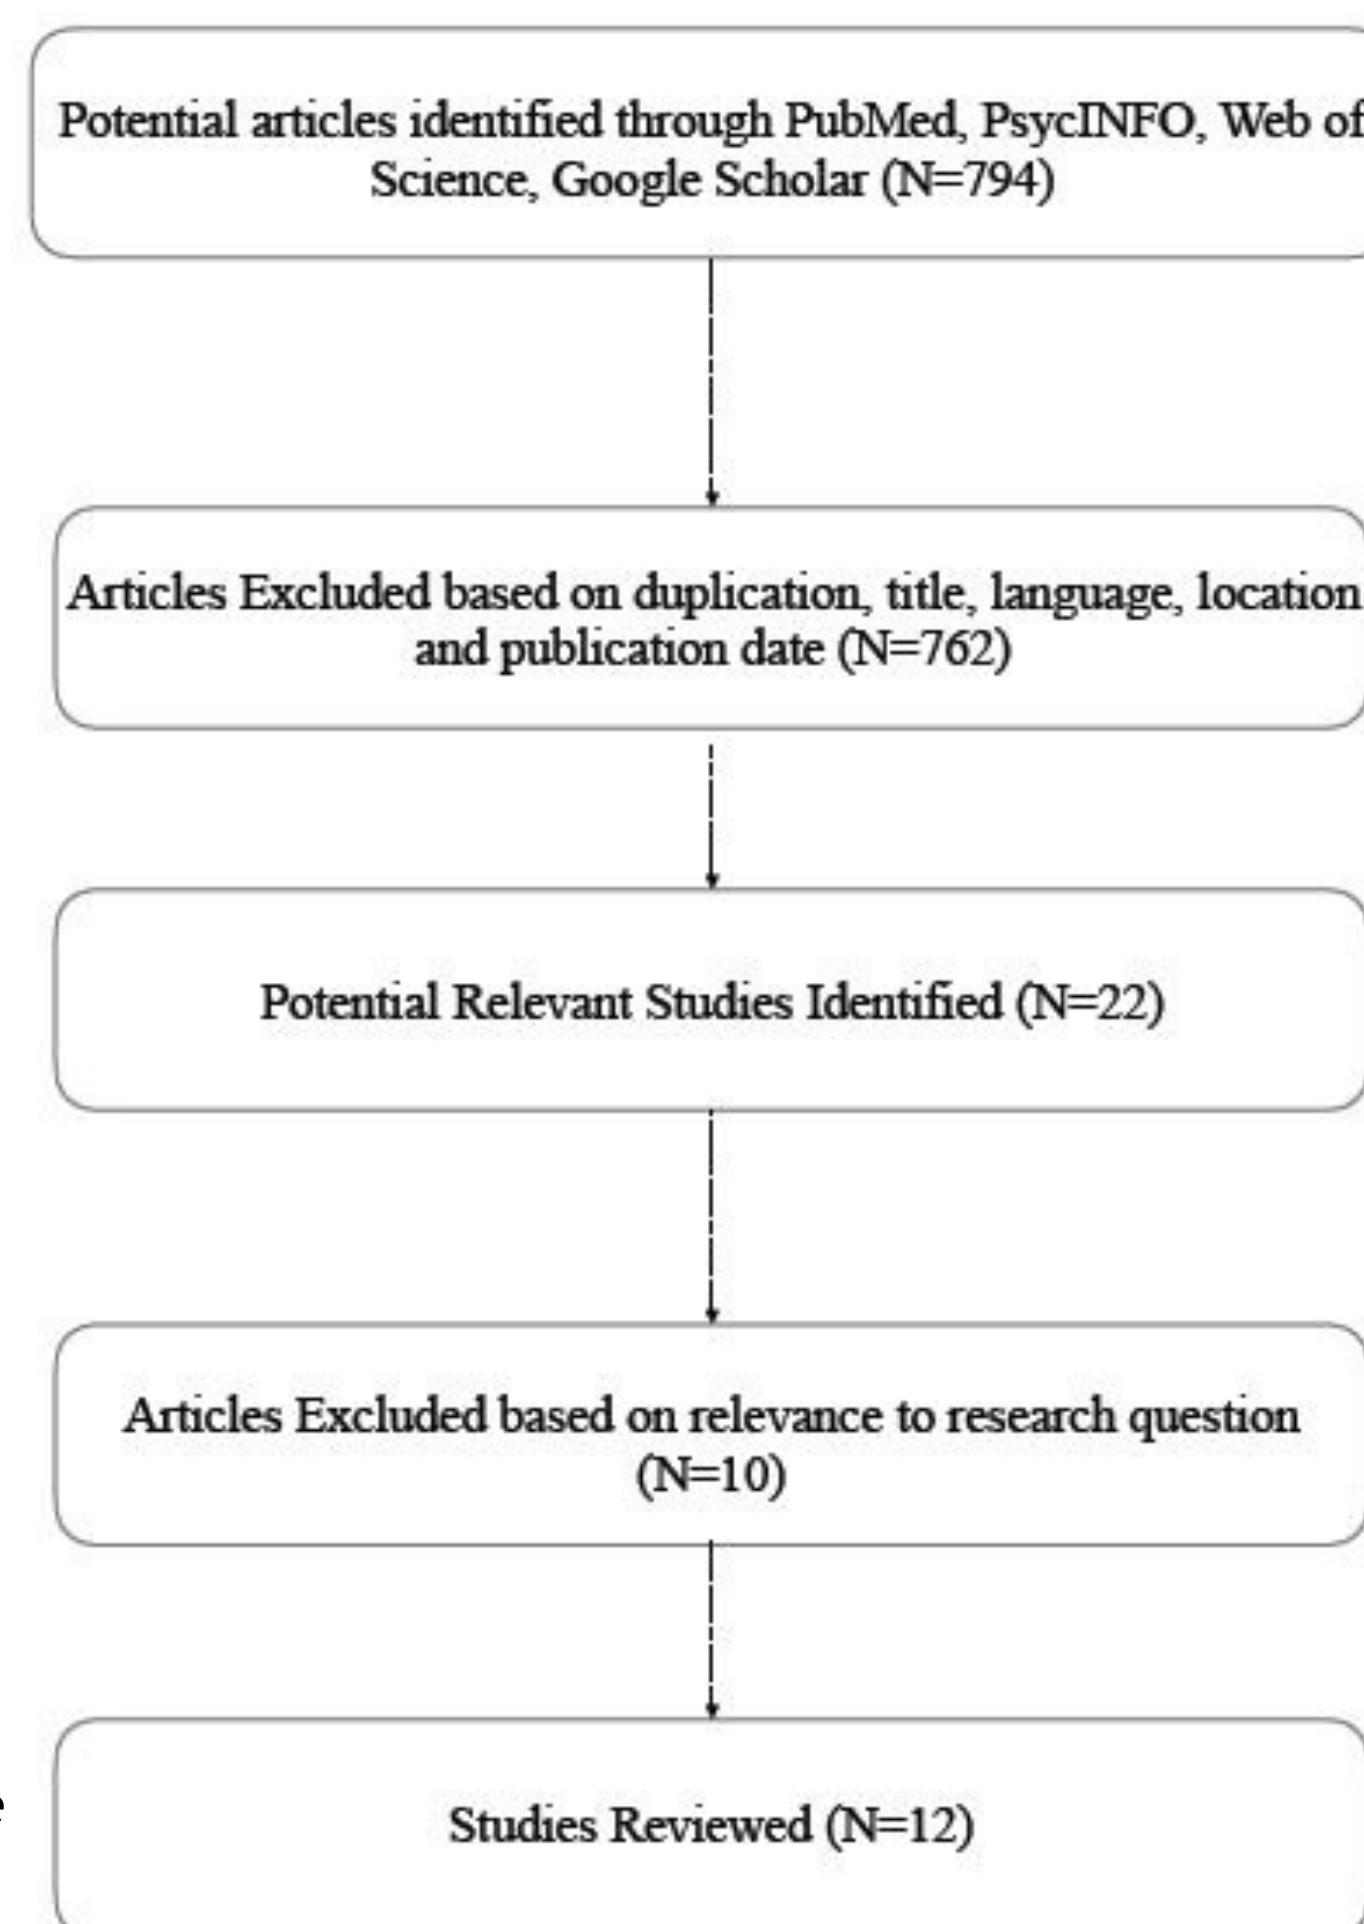 Potential articles identified through PubMed, PsycINFO, Web of
Science, Google Scholar (N=794)
Articles Excluded based on duplication, title, language, location
and publication date (N=762)
Potential Relevant Studies Identified (N=22)
Articles Excluded based on relevance to research question
(N=10)
Studies Reviewed (N=12)